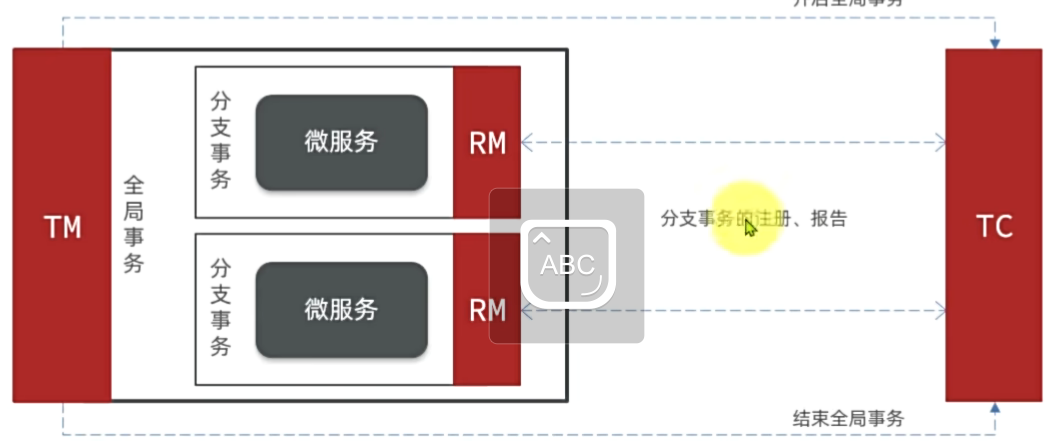 开启全局事务
TM
全局事务
分支事务
微服务
RM
分支事务的注册、报告
TC
ABC
分支事务
微服务
RM
结束全局事务